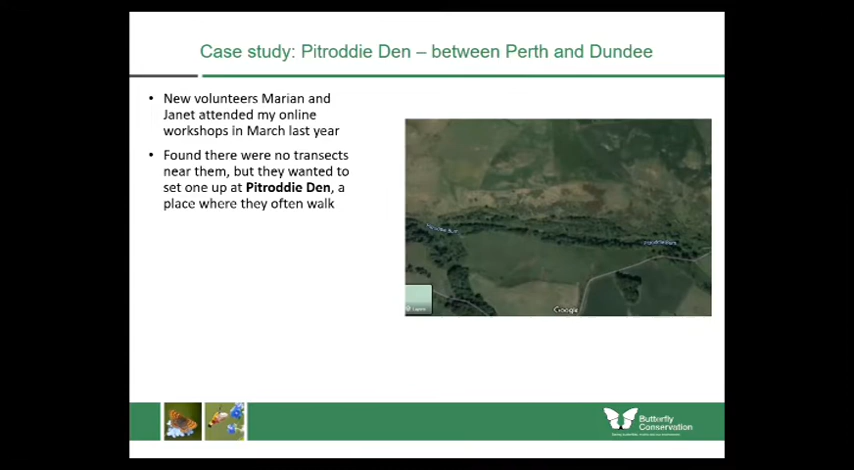 Case study: Pitroddie Den – between Perth and Dundee
• New volunteers Marian and
Janet attended my online
workshops in March last year
• Found there were no transects
near them, but they wanted to
set one up at Pitroddie Den, a
place where they often walk
Layers
Google
Butterfly
Conservation